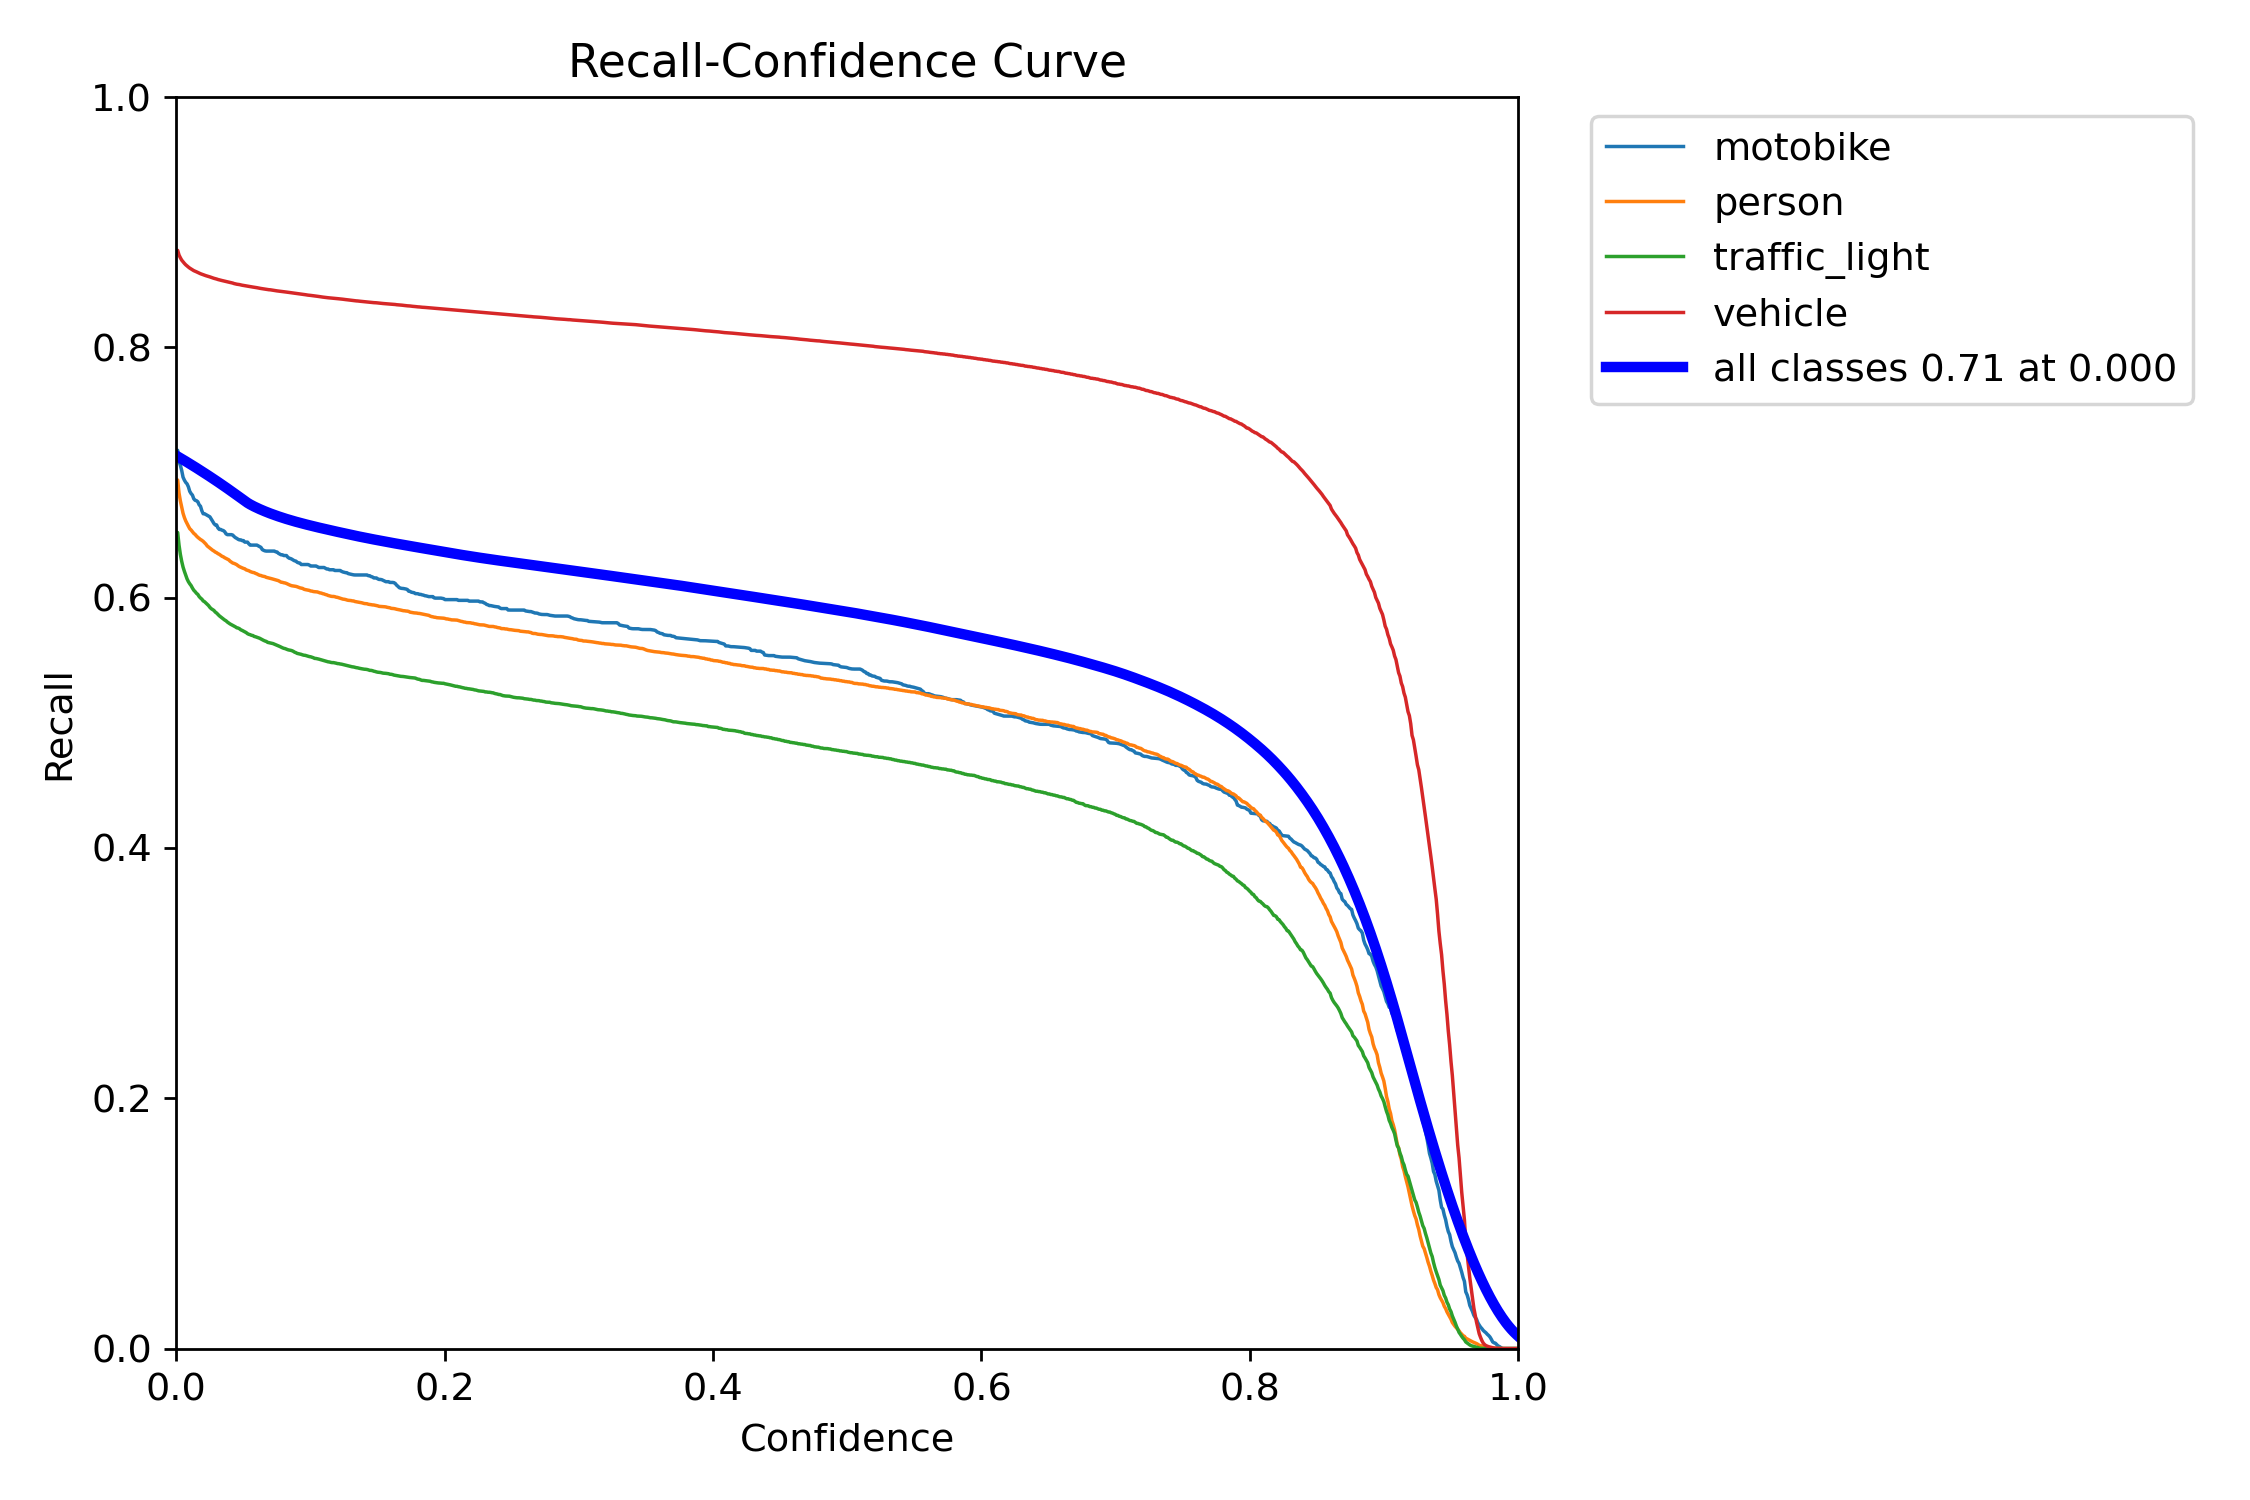 Recall-Confidence Curve
1.0
0.8
0.6
0.4
0.2
0.0
Recall
0.0 0.2 0.4 0.6 0.8 1.0
Confidence
motobike
person
traffic_light
vehicle
all classes 0.71 at 0.000